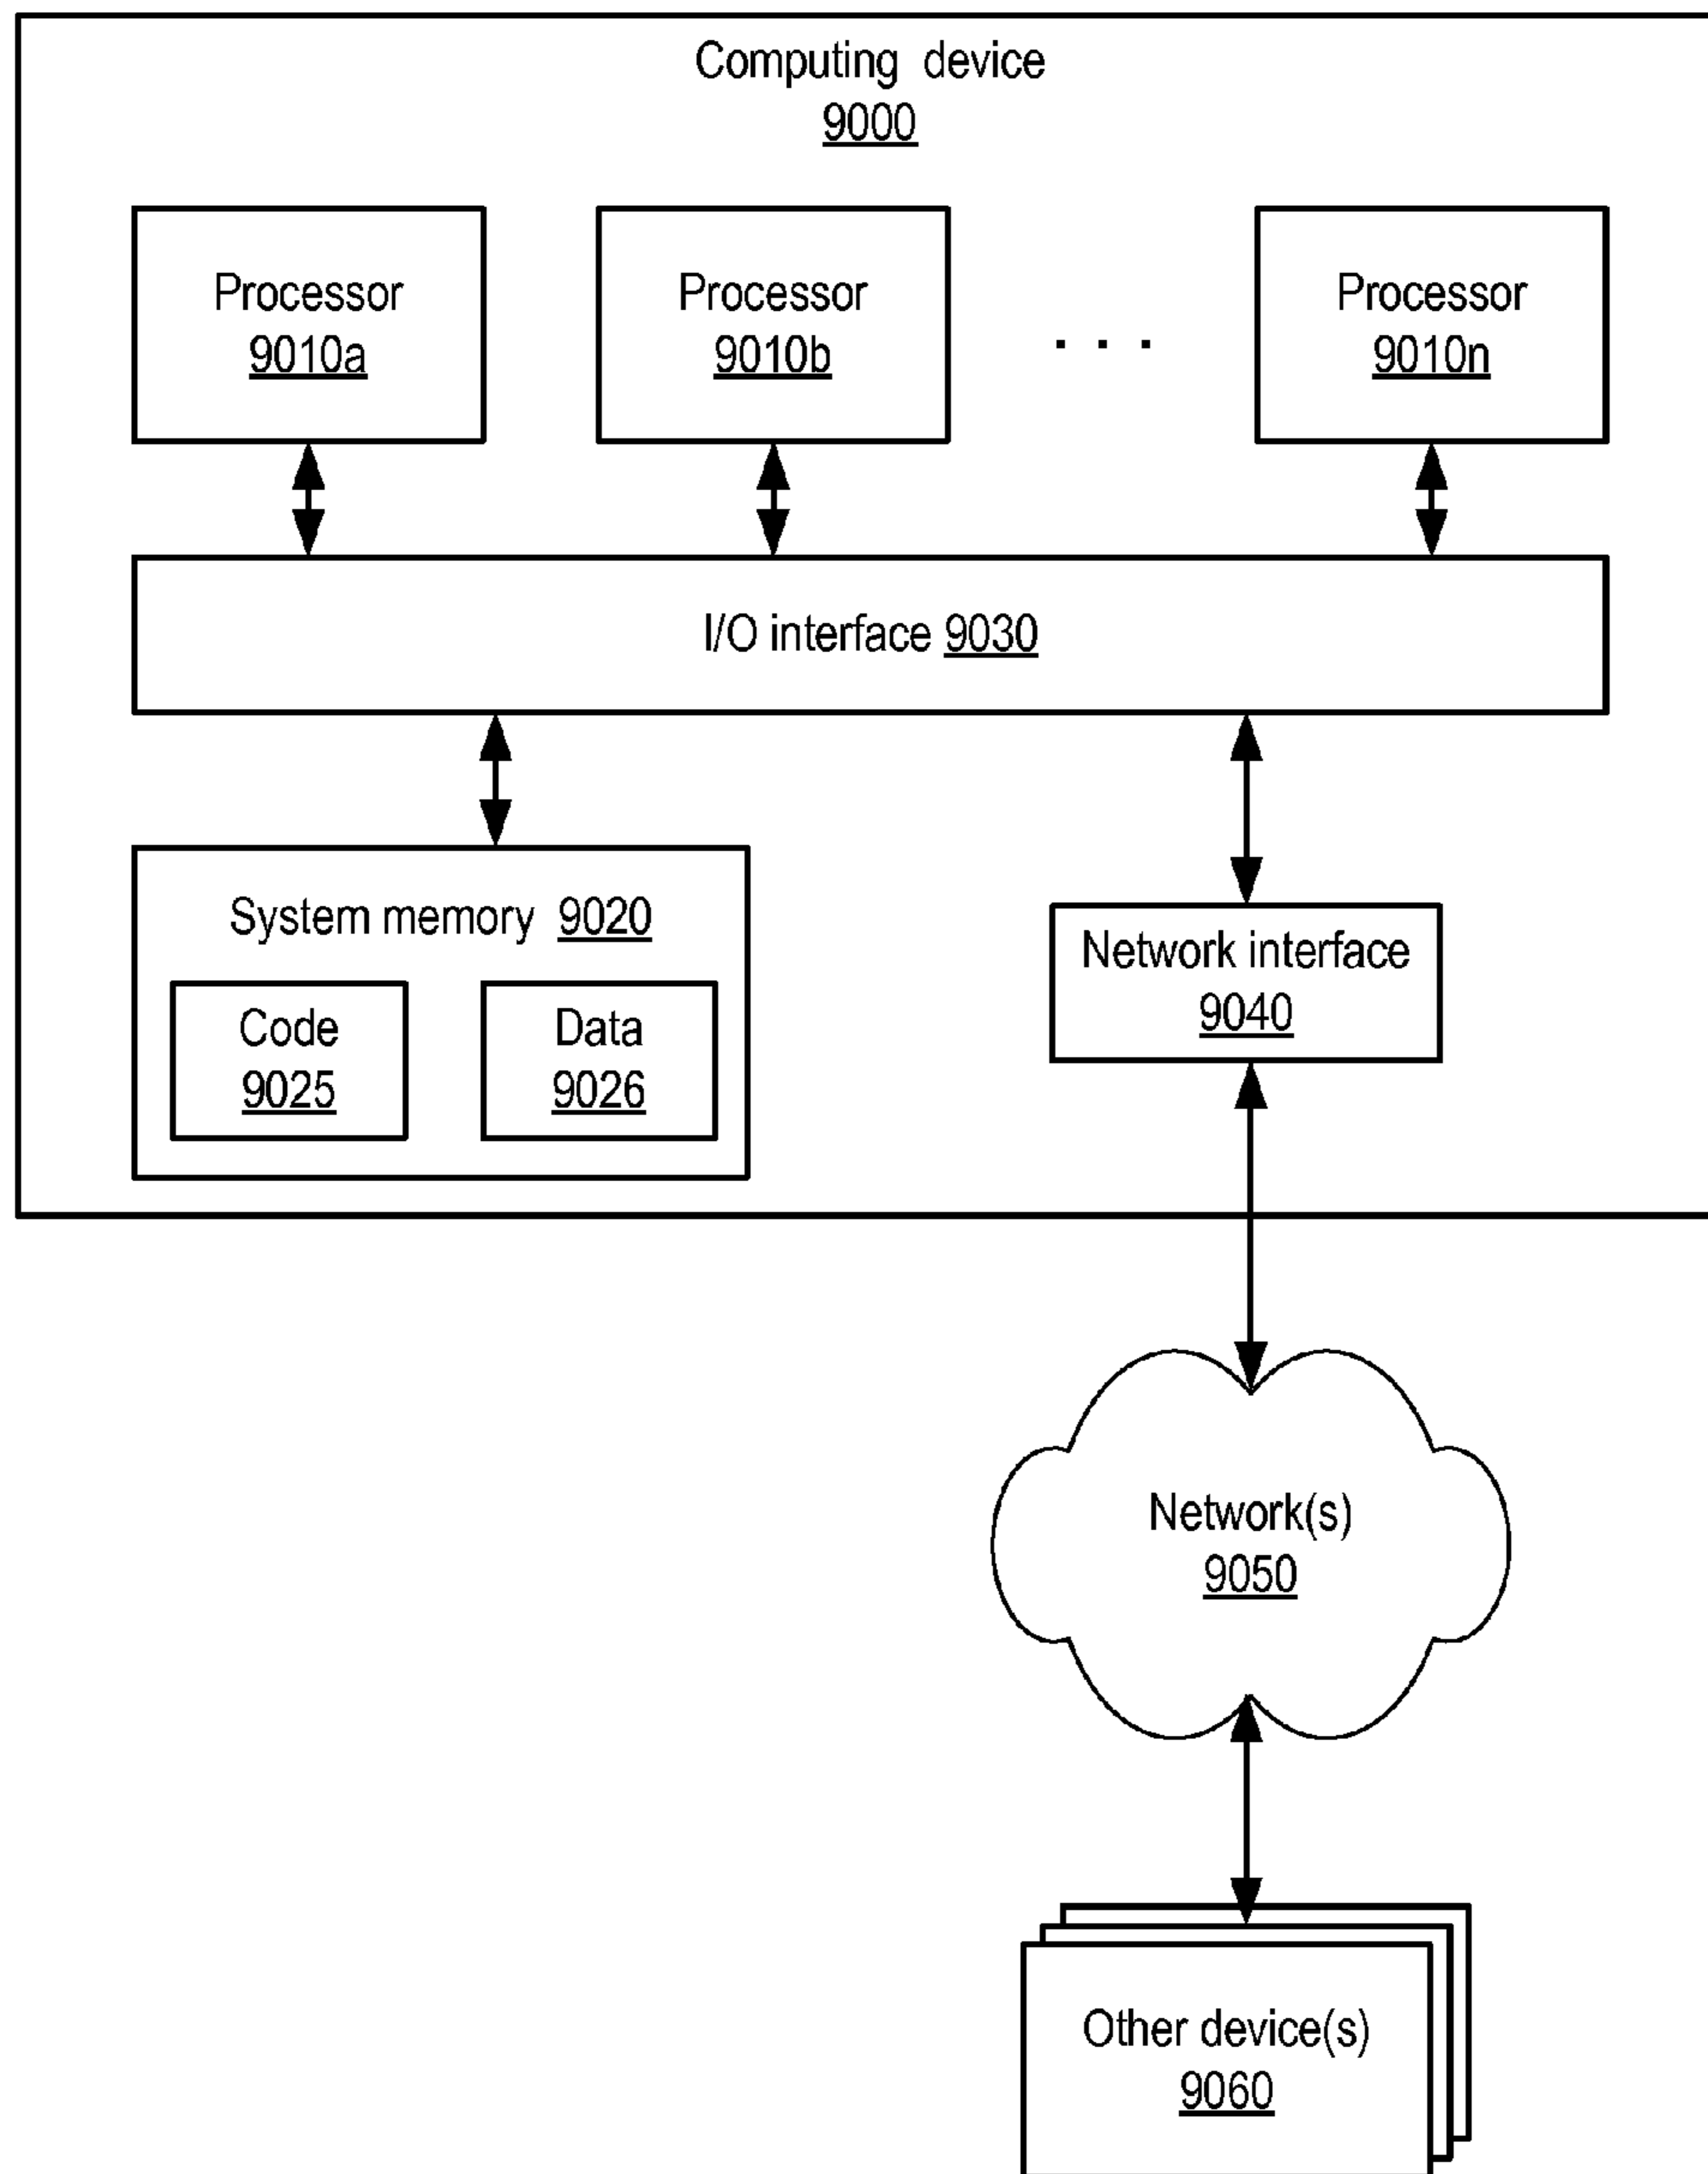 Computing device
9000
Processor
9010a
Processor
9010b
. . .
Processor
9010n
I/O interface 9030
System memory 9020
Code
9025
Data
9026
Network interface
9040
Network(s)
9050
Other device(s)
9060